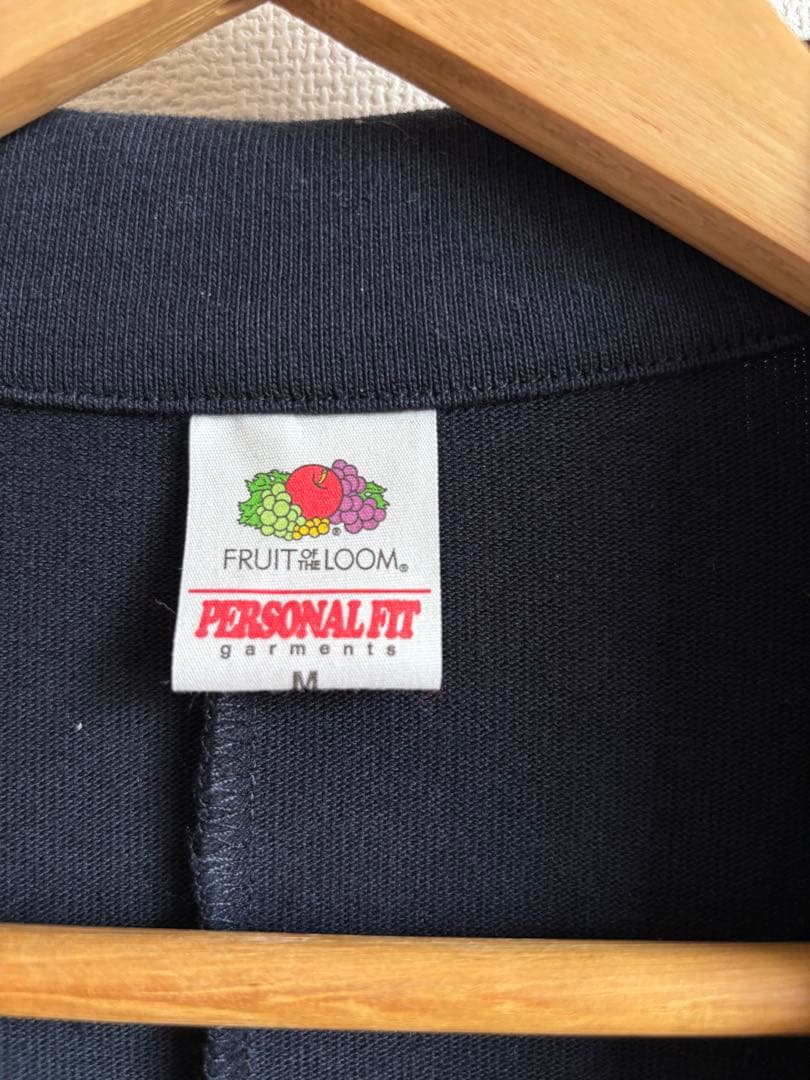 FRUIT OF THE LOOM®
PERSONAL FIT
garments
M